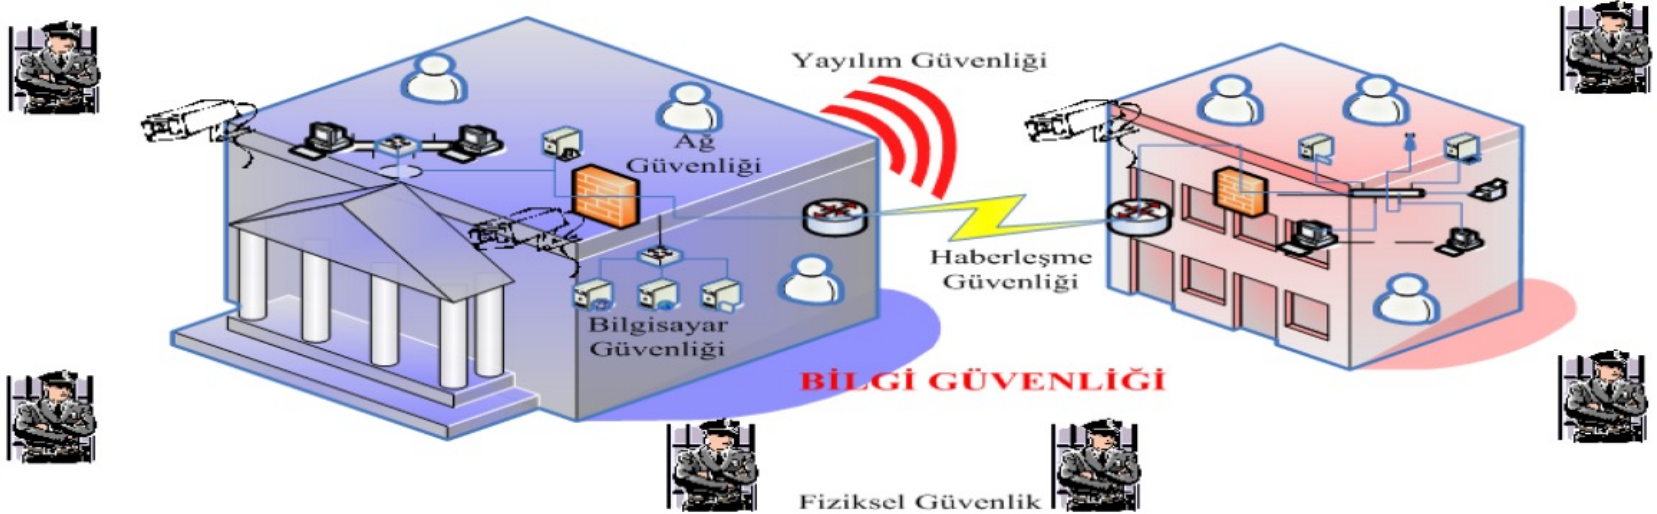 Yayılım Güvenliği
Ağ
Güvenliği
Haberleşme
Güvenliği
Bilgisayar
Güvenliği
BİLGİ GÜVENLİĞİ
Fiziksel Güvenlik